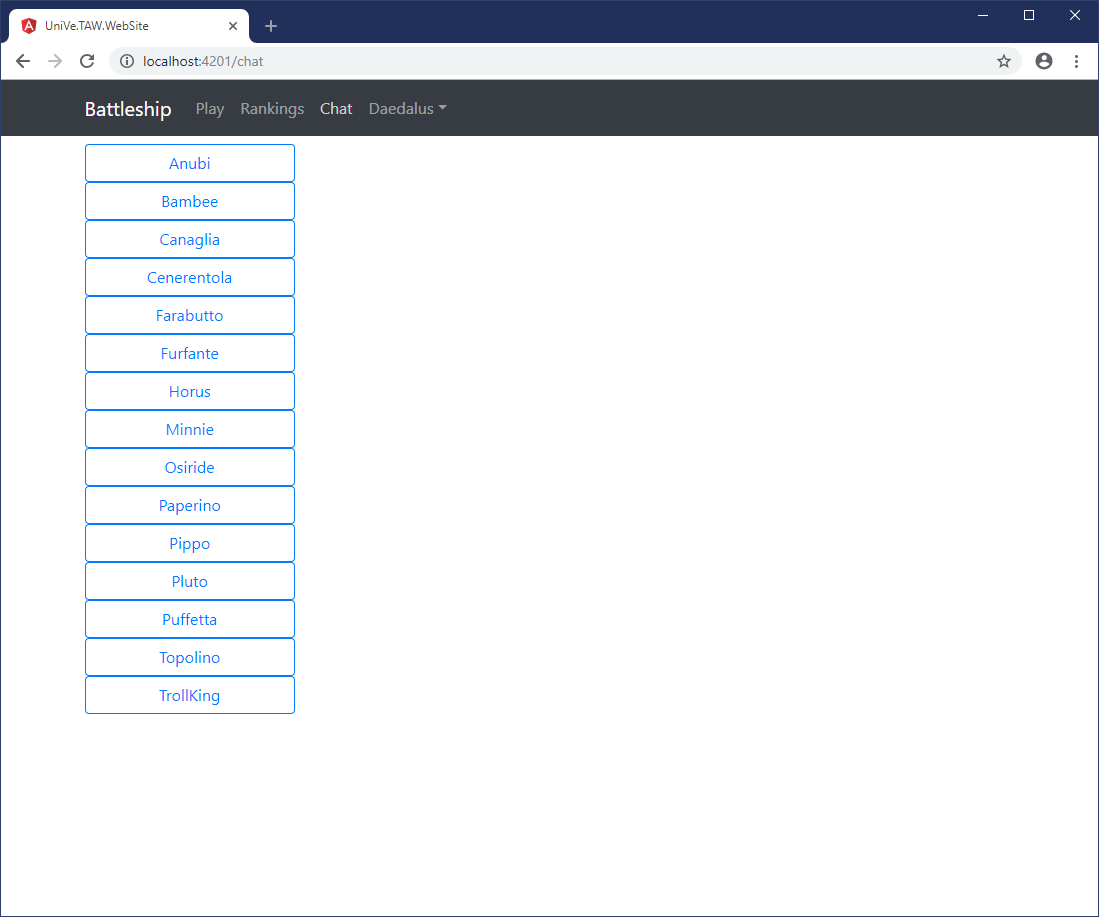 UniVe.TAW.WebSite
localhost:4201/chat
Battleship Play Rankings Chat Daedalus
Anubi
Bambee
Canaglia
Cenerentola
Farabutto
Furfante
Horus
Minnie
Osiride
Paperino
Pippo
Pluto
Puffetta
Topolino
TrollKing